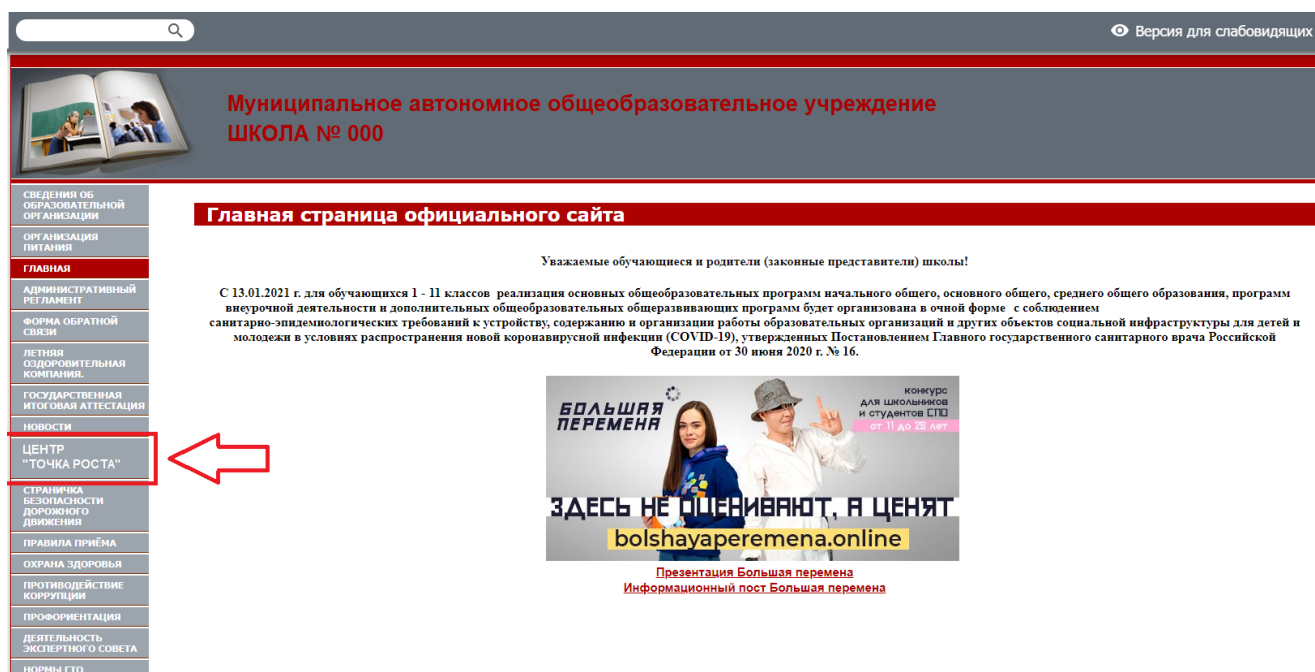 Версия для слабовидящих
Муниципальное автономное общеобразовательное учреждение
ШКОЛА № 000
СВЕДЕНИЯ ОБ
ОБРАЗОВАТЕЛЬНОЙ
ОРГАНИЗАЦИИ
ОРГАНИЗАЦИЯ
ПИТАНИЯ
ГЛАВНАЯ
АДМИНИСТРАТИВНЫЙ
РЕГЛАМЕНТ
ФОРМА ОБРАТНОЙ
СВЯЗИ
ЛЕТНЯЯ
ОЗДОРОВИТЕЛЬНАЯ
КОМПАНИЯ.
ГОСУДАРСТВЕННАЯ
ИТОГОВАЯ АТТЕСТАЦИЯ
НОВОСТИ
ЦЕНТР
"ТОЧКА РОСТА"
СТРАНИЧКА
БЕЗОПАСНОСТИ
ДОРОЖНОГО
ДВИЖЕНИЯ
ПРАВИЛА ПРИЁМА
ОХРАНА ЗДОРОВЬЯ
ПРОТИВОДЕЙСТВИЕ
КОРРУПЦИИ
ПРОФОРИЕНТАЦИЯ
ДЕЯТЕЛЬНОСТЬ
ЭКСПЕРТНОГО СОВЕТА
НОРМЫ ГТО
Главная страница официального сайта
Уважаемые обучающиеся и родители (законные представители) школы!
С 13.01.2021 г. для обучающихся 1 - 11 классов реализация основных общеобразовательных программ начального общего, основного общего, среднего общего образования, программ
внеурочной деятельности и дополнительных общеобразовательных общеразвивающих программ будет организована в очной форме с соблюдением
санитарно-эпидемиологических требований к устройству, содержанию и организации работы образовательных организаций и других объектов социальной инфраструктуры для детей и
молодежи в условиях распространения новой коронавирусной инфекции (COVID-19), утвержденных Постановлением Главного государственного санитарного врача Российской
Федерации от 30 июня 2020 г. № 16.
БОЛЬШАЯ
ПЕРЕМЕНА
конкурс
для школьников
и студентов СПО
от 11 до 25 лет
ЗДЕСЬ НЕ ОЦЕНИВАЮТ, А ЦЕНЯТ
bolshayaperemena.online
Презентация Большая перемена
Информационный пост Большая перемена